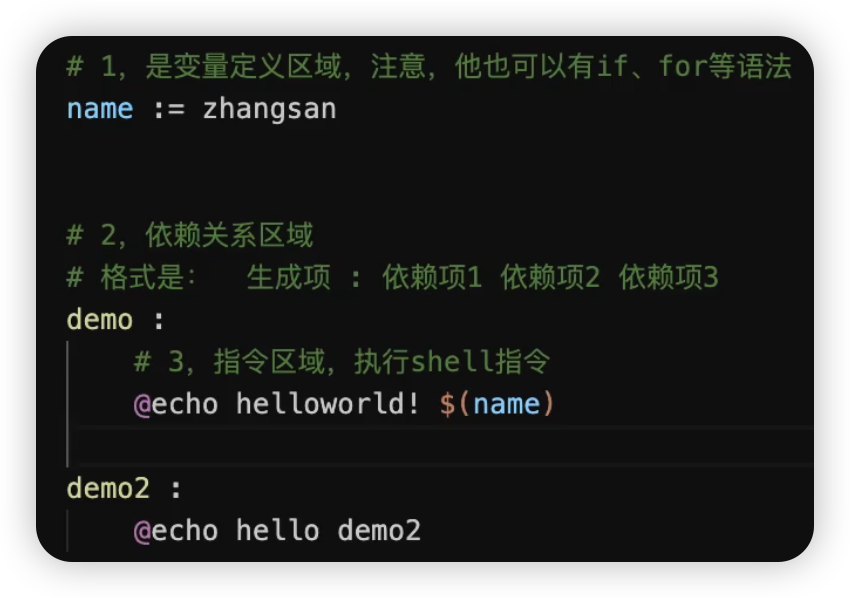 # 1，是变量定义区域，注意，他也可以有if、for等语法
name := zhangsan
# 2，依赖关系区域
# 格式是：  生成项 : 依赖项1 依赖项2 依赖项3
demo :
# 3，指令区域，执行shell指令
@echo helloworld! $(name)
demo2 :
@echo hello demo2